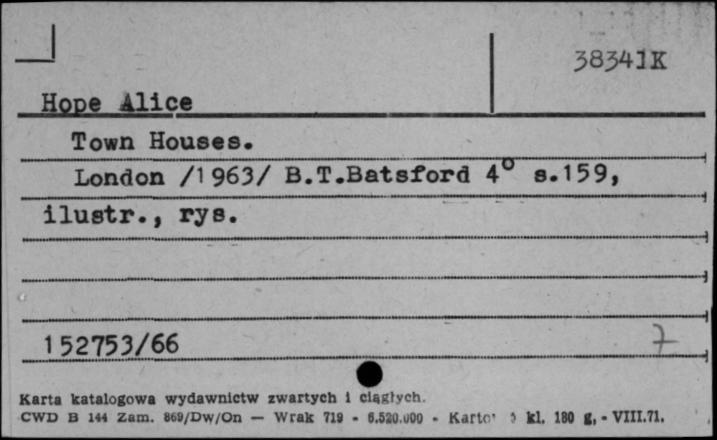 38341K
Hope Alice
Town Houses.
London /1963/ B.T.Batsford 4° s.159,
ilustr., rys.
152753/66 7
Karta katalogowa wydawnictw zwartych i ciągłych.
CWD B 144 Zam. 869/Dw/On — Wrak 719 - 6.520.000 - kl. 180 g, - VIII.71.